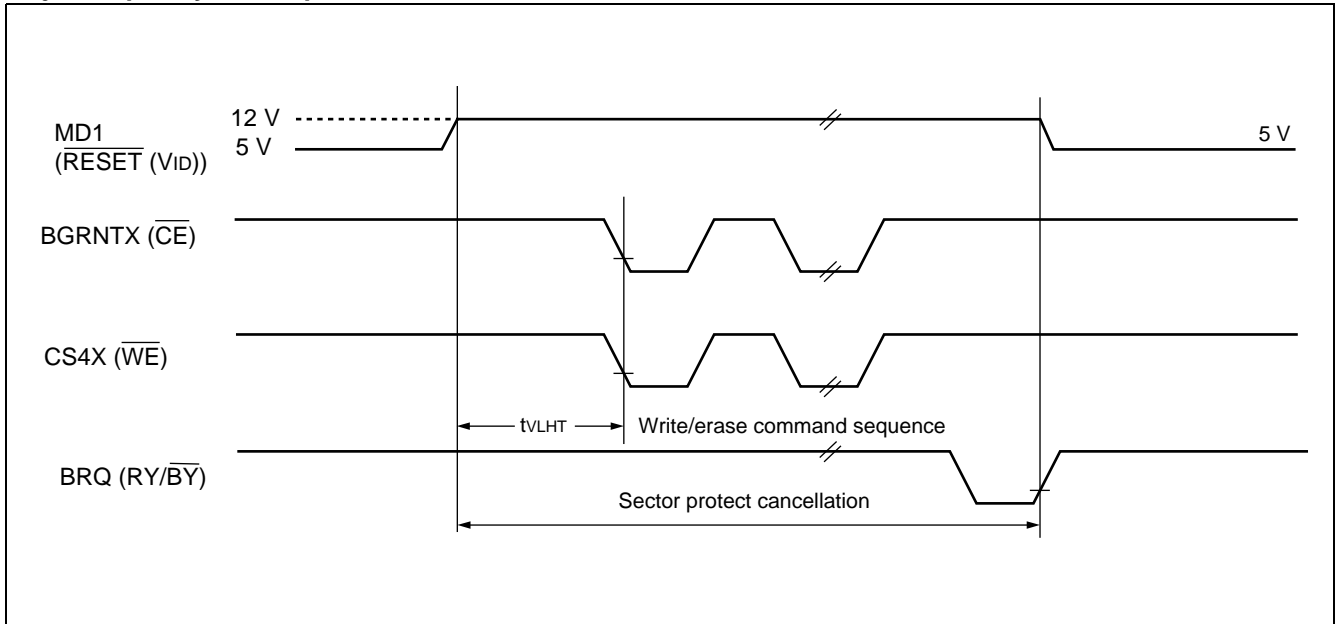 12 V
MD1
5 V
5 V
(RESET (VID))
BGRNTX (CE)
CS4X (WE)
tVLHT
Write/erase command sequence
BRQ (RY/BY)
Sector protect cancellation